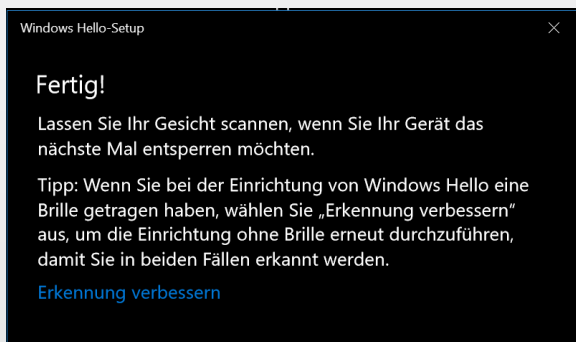 Windows Hello-Setup
Fertig!
Lassen Sie Ihr Gesicht scannen, wenn Sie Ihr Gerät das
nächste Mal entsperren möchten.
Tipp: Wenn Sie bei der Einrichtung von Windows Hello eine
Brille getragen haben, wählen Sie „Erkennung verbessern“
aus, um die Einrichtung ohne Brille erneut durchzuführen,
damit Sie in beiden Fällen erkannt werden.
Erkennung verbessern